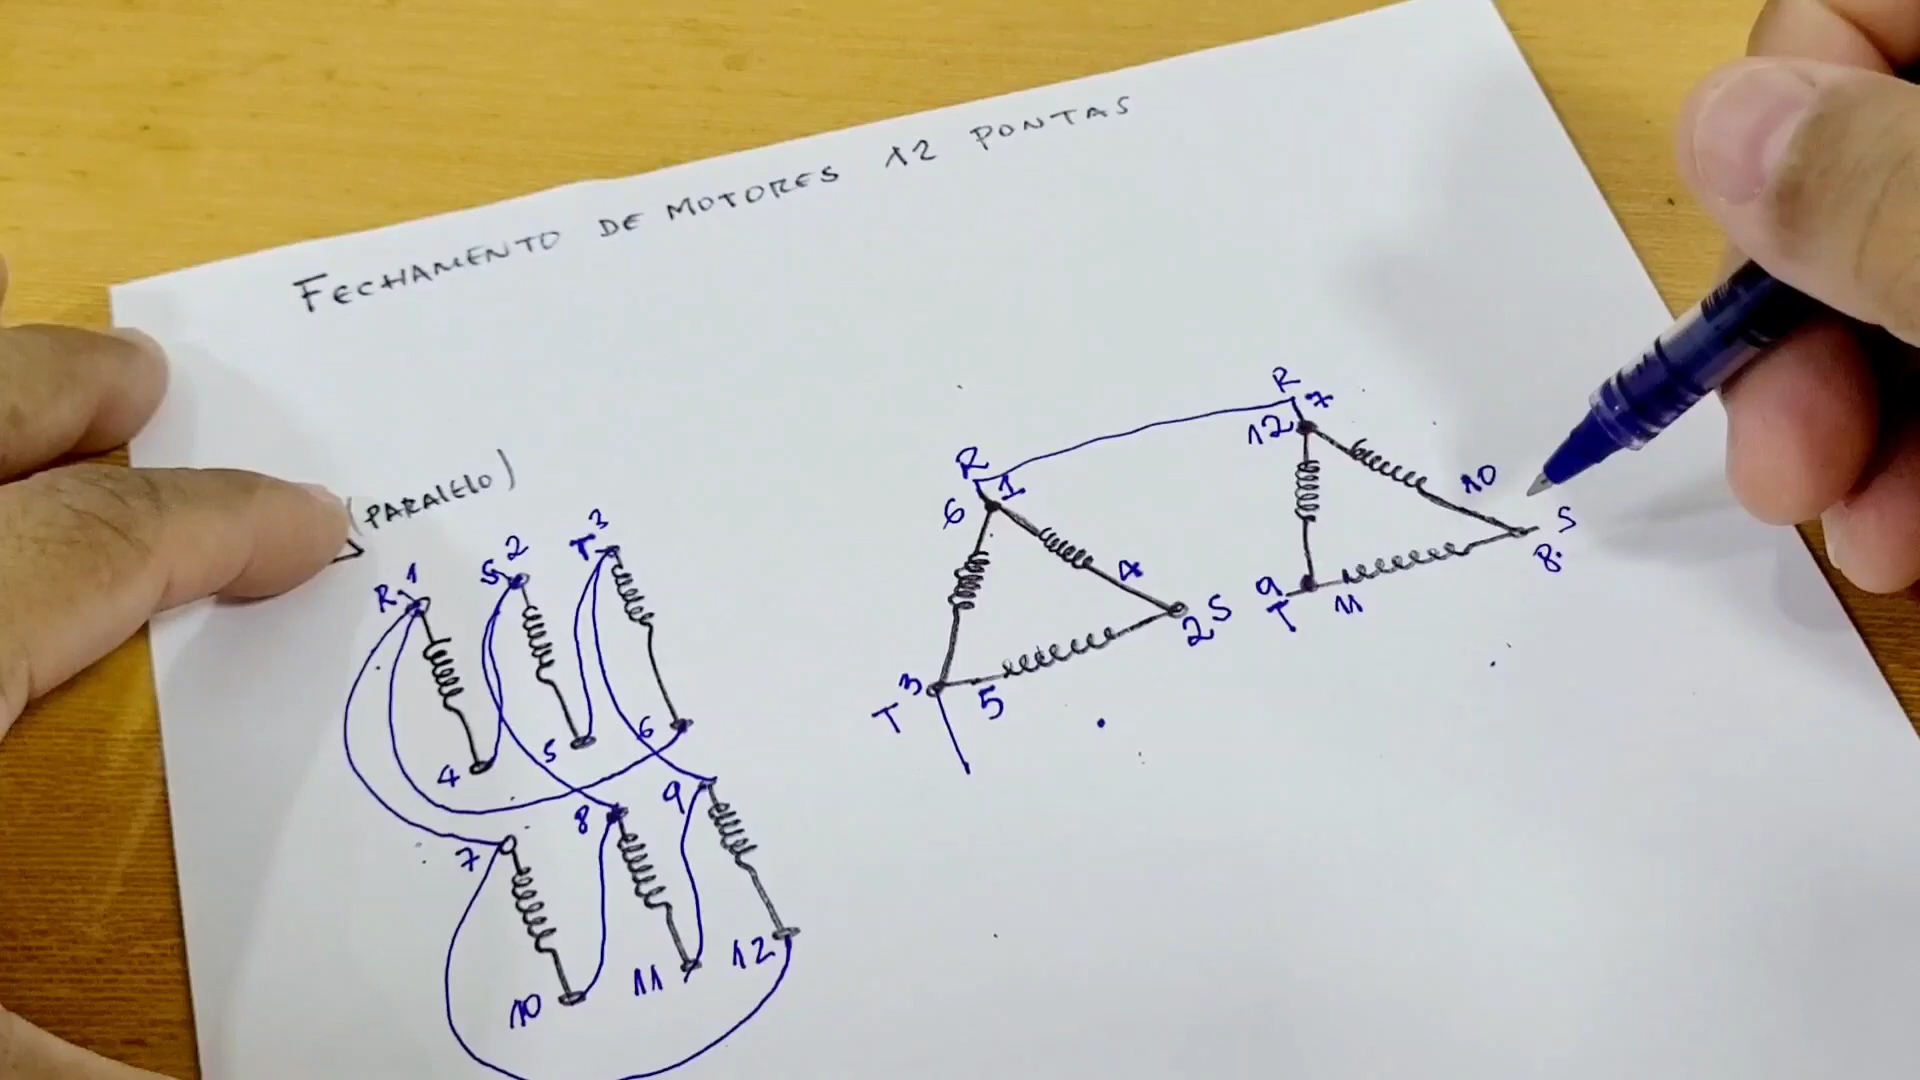 FECHAMENTO DE MOTORES 12 PONTAS
(PARAlElO)
R 1
S 2
T 3
4
5
6
7
8
9
10
11
12
R
6 1
4
2 S
T 3
5
R
12 7
10
S
8
9
T
11